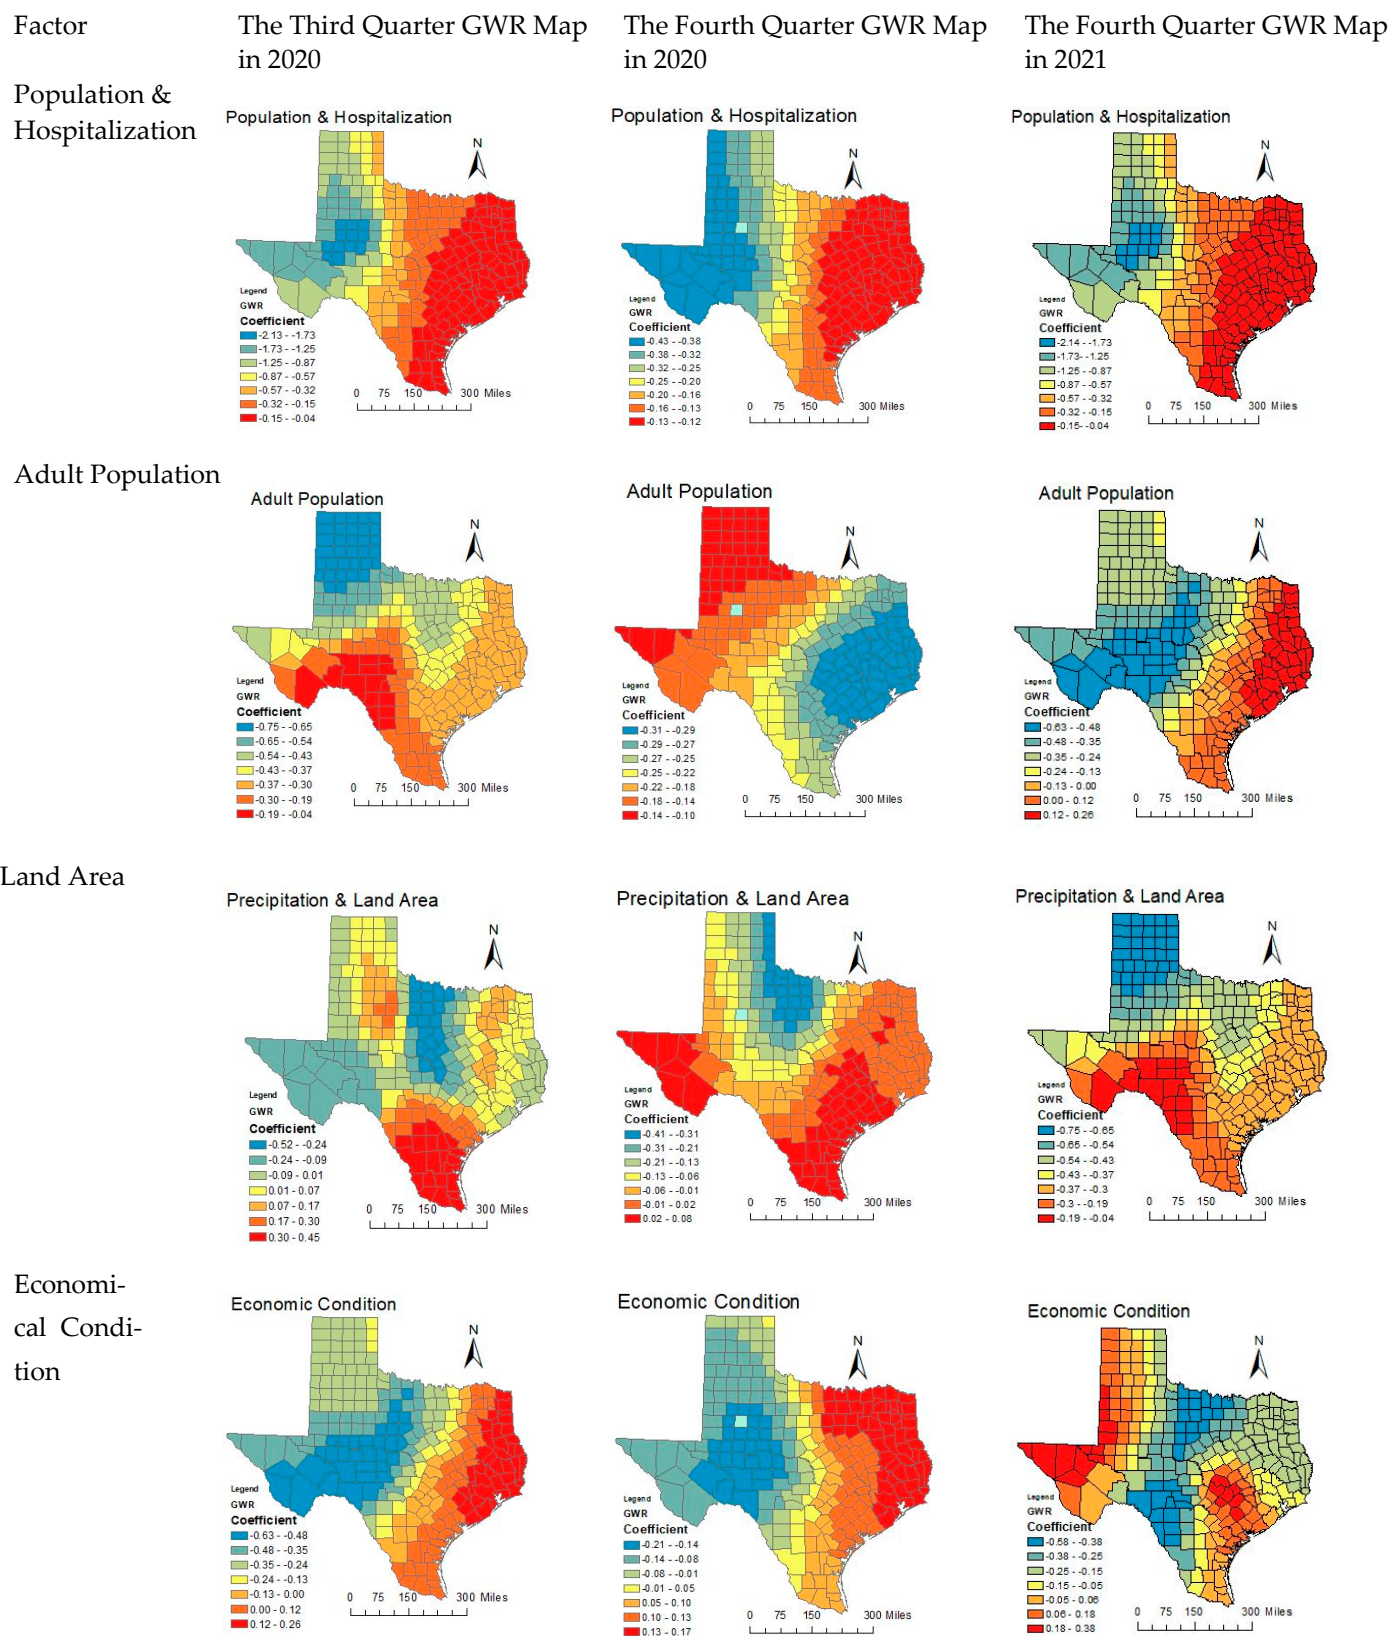 Factor
The Third Quarter GWR Map
in 2020
The Fourth Quarter GWR Map
in 2020
The Fourth Quarter GWR Map
in 2021
Population &
Hospitalization
Population & Hospitalization
N
Legend
GWR
Coefficient
-2.13 - -1.73
-1.73 - -1.25
-1.25 - -0.87
-0.87 - -0.57
-0.57 - -0.32
-0.32 - -0.15
-0.15 - -0.04
0 75 150 300 Miles
Population & Hospitalization
N
Legend
GWR
Coefficient
-0.43 - -0.38
-0.38 - -0.32
-0.32 - -0.25
-0.25 - -0.20
-0.20 - -0.16
-0.16 - -0.13
-0.13 - -0.12
0 75 150 300 Miles
Population & Hospitalization
N
Legend
GWR
Coefficient
-2.14 - -1.73
-1.73- -1.25
-1.25 - -0.87
-0.87 - -0.57
-0.57 - -0.32
-0.32 - -0.15
-0.15- -0.04
0 75 150 300 Miles
Adult Population
Adult Population
N
Legend
GWR
Coefficient
-0.75 - -0.65
-0.65 - -0.54
-0.54 - -0.43
-0.43 - -0.37
-0.37 - -0.30
-0.30 - -0.19
-0.19 - -0.04
0 75 150 300 Miles
Adult Population
N
Legend
GWR
Coefficient
-0.31 - -0.29
-0.29 - -0.27
-0.27 - -0.25
-0.25 - -0.22
-0.22 - -0.18
-0.18 - -0.14
-0.14 - -0.10
0 75 150 300 Miles
Adult Population
N
Legend
GWR
Coefficient
-0.63 - -0.48
-0.48 - -0.35
-0.35 - -0.24
-0.24 - -0.13
-0.13 - 0.00
0.00 - 0.12
0.12 - 0.26
0 75 150 300 Miles
Land Area
Precipitation & Land Area
N
Legend
GWR
Coefficient
-0.52 - -0.24
-0.24 - -0.09
-0.09 - 0.01
0.01 - 0.07
0.07 - 0.17
0.17 - 0.30
0.30 - 0.45
0 75 150 300 Miles
Precipitation & Land Area
N
Legend
GWR
Coefficient
-0.41 - -0.31
-0.31 - -0.21
-0.21 - -0.13
-0.13 - -0.06
-0.06 - -0.01
-0.01 - 0.02
0.02 - 0.08
0 75 150 300 Miles
Precipitation & Land Area
N
Legend
GWR
Coefficient
-0.75 - -0.65
-0.65 - -0.54
-0.54 - -0.43
-0.43 - -0.37
-0.37 - -0.3
-0.3 - -0.19
-0.19 - -0.04
0 75 150 300 Miles
Economi-
cal Condi-
tion
Economic Condition
N
Legend
GWR
Coefficient
-0.63 - -0.48
-0.48 - -0.35
-0.35 - -0.24
-0.24 - -0.13
-0.13 - 0.00
0.00 - 0.12
0.12 - 0.26
0 75 150 300 Miles
Economic Condition
N
Legend
GWR
Coefficient
-0.21 - -0.14
-0.14 - -0.08
-0.08 - -0.01
-0.01 - 0.05
0.05 - 0.10
0.10 - 0.13
0.13 - 0.17
0 75 150 300 Miles
Economic Condition
N
Legend
GWR
Coefficient
-0.58 - -0.38
-0.38 - -0.25
-0.25 - -0.15
-0.15 - -0.05
-0.05 - 0.06
0.06 - 0.18
0.18 - 0.38
0 75 150 300 Miles